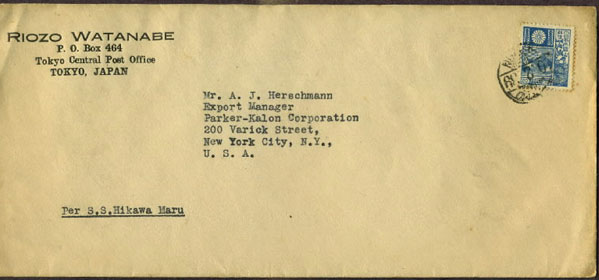 RIOZO WATANABE
P. O. Box 464
Tokyo Central Post Office
TOKYO, JAPAN
Mr. A. J. Herschmann
Export Manager
Parker-Kalon Corporation
200 Varick Street,
New York City, N.Y.,
U. S. A.
Per S.S.Hikawa Maru